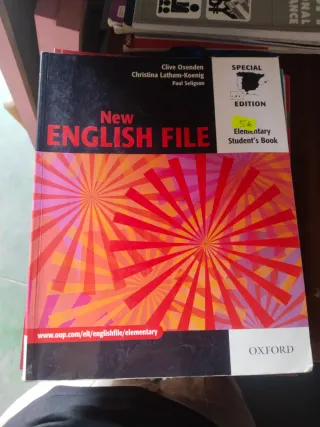 Clive Oxenden
Christina Latham-Koenig
Paul Seligson
New
ENGLISH FILE
SPECIAL
EDITION
5€
Elementary
Student's Book
www.oup.com/elt/englishfile/elementary
OXFORD